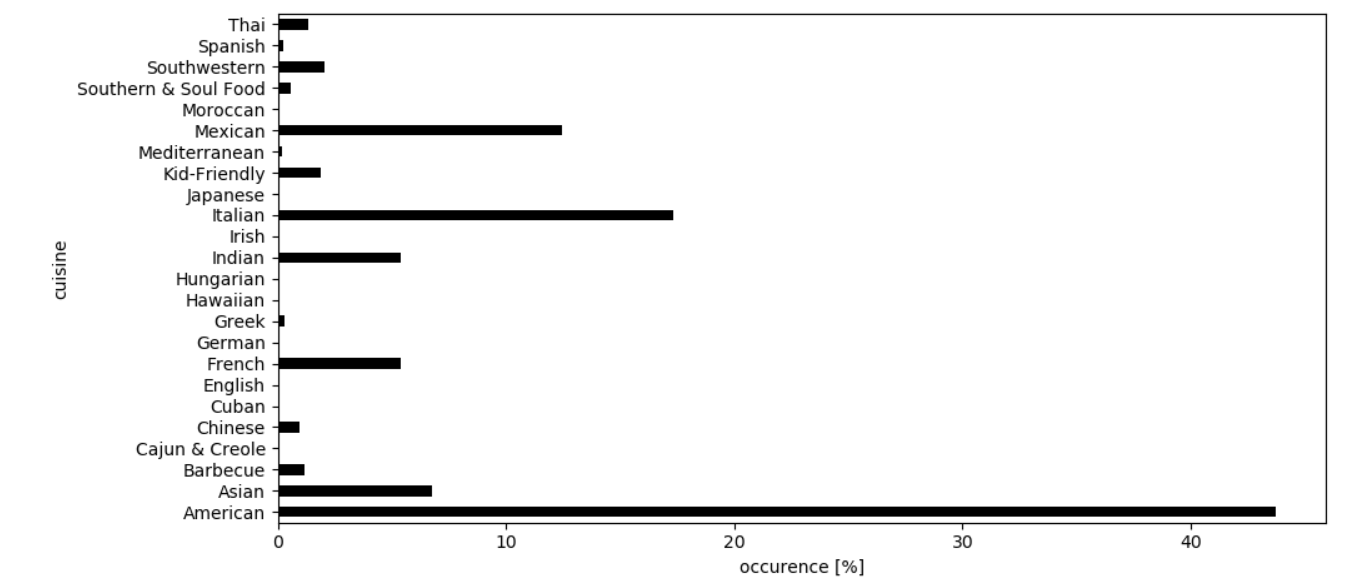 Thai
Spanish
Southwestern
Southern & Soul Food
Moroccan
Mexican
Mediterranean
Kid-Friendly
Japanese
Italian
Irish
Indian
Hungarian
Hawaiian
Greek
German
French
English
Cuban
Chinese
Cajun & Creole
Barbecue
Asian
American
cuisine
0 10 20 30 40
occurence [%]